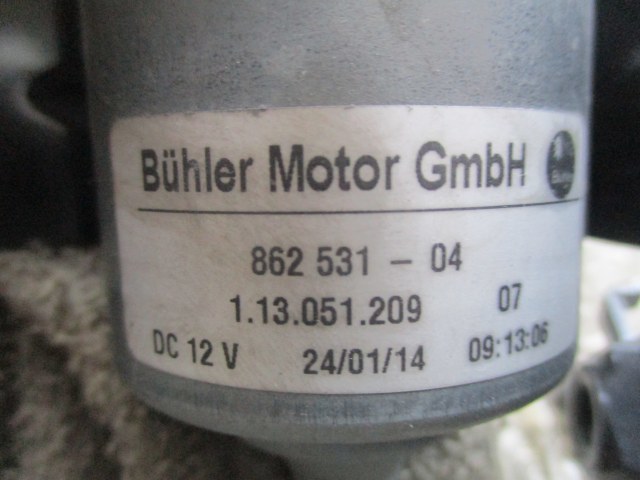 Bühler Motor GmbH
862 531 - 04
1.13.051.209 07
DC 12 V 24/01/14 09:13:06